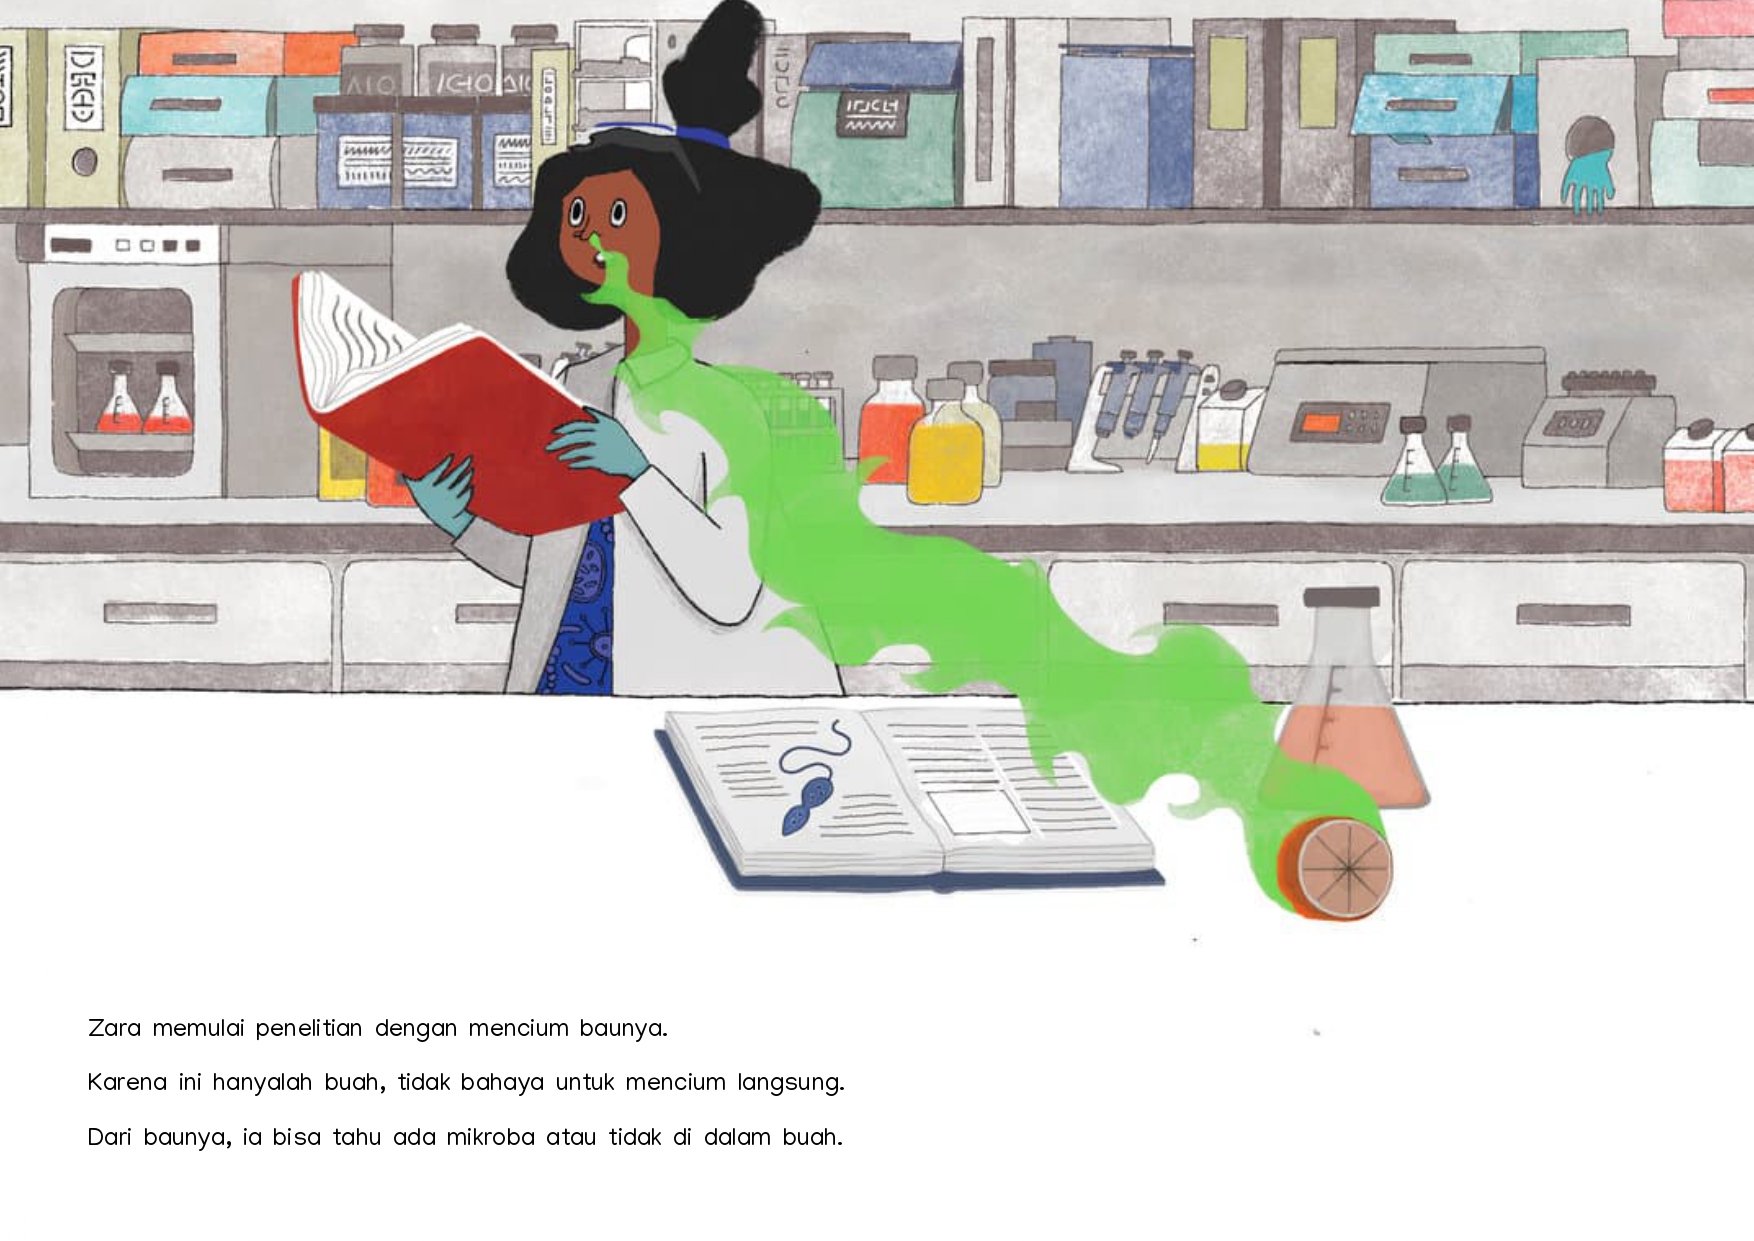 Zara memulai penelitian dengan mencium baunya.
Karena ini hanyalah buah, tidak bahaya untuk mencium langsung.
Dari baunya, ia bisa tahu ada mikroba atau tidak di dalam buah.